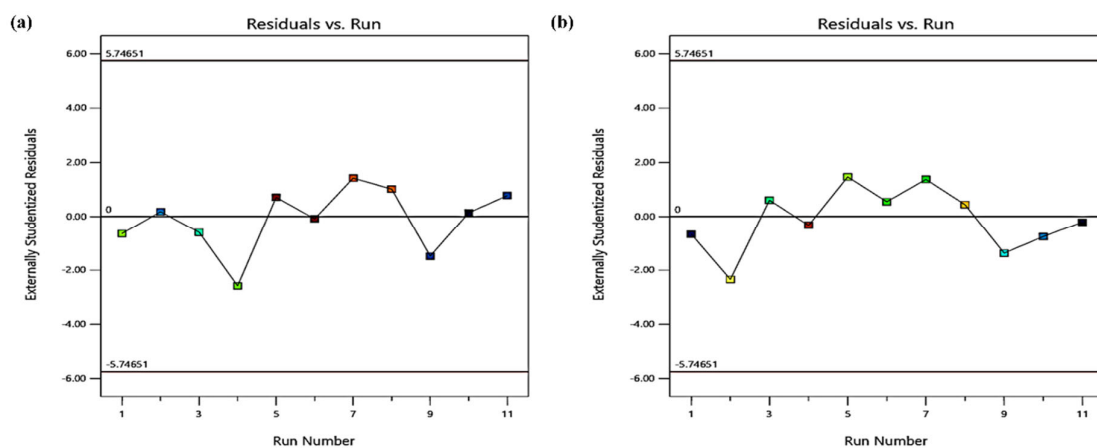 (a)
Residuals vs. Run
Externally Studentized Residuals
6.00
5.74651
4.00
2.00
0.00
0
-2.00
-4.00
-5.74651
-6.00
1 3 5 7 9 11
Run Number
(b)
Residuals vs. Run
Externally Studentized Residuals
6.00
5.74651
4.00
2.00
0.00
0
-2.00
-4.00
-5.74651
-6.00
1 3 5 7 9 11
Run Number